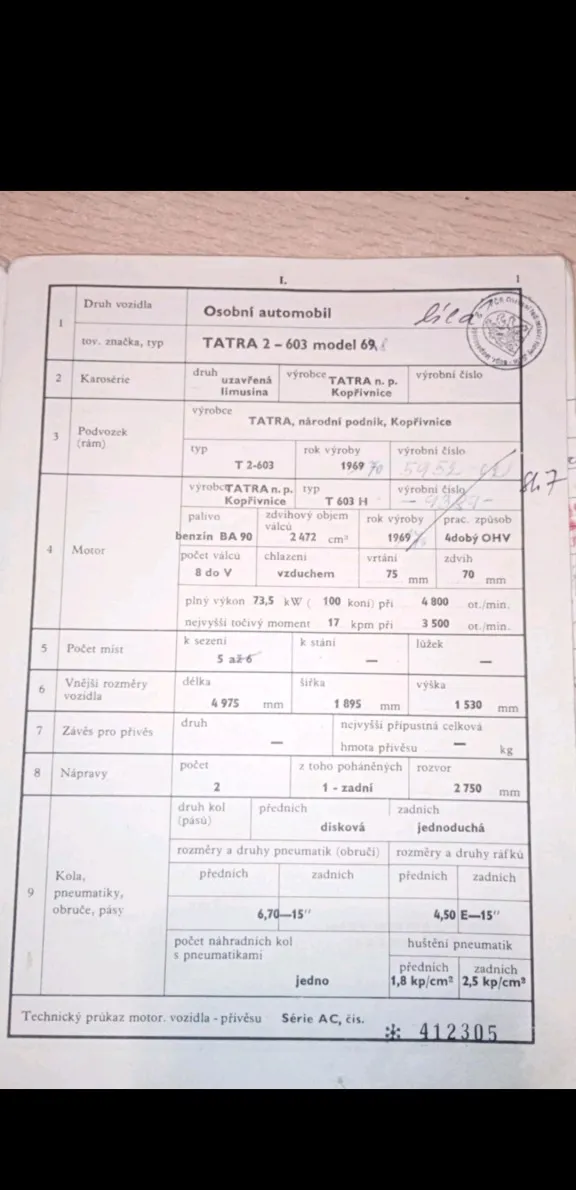 I. 1
1 Druh vozidla Osobní automobil bílá
tov. značka, typ TATRA 2 - 603 model 69
2 Karosérie druh uzavřená limusina výrobce TATRA n. p. Kopřivnice výrobní číslo
3 Podvozek (rám) výrobce
TATRA, národní podnik, Kopřivnice
typ rok výroby výrobní číslo
T 2-603 1969 70
4 Motor výrobce TATRA n. p. Kopřivnice typ T 603 H výrobní číslo
palivo zdvihový objem válců rok výroby prac. způsob
benzin BA 90 2 472 cm³ 1969 4dobý OHV
počet válců chlazení vrtání zdvih
8 do V vzduchem 75 mm 70 mm
plný výkon 73,5 kW ( 100 koní) při 4 800 ot./min.
nejvyšší točivý moment 17 kpm při 3 500 ot./min.
5 Počet míst k sezení k stání lůžek
5 až 6 — —
6 Vnější rozměry vozidla délka šířka výška
4 975 mm 1 895 mm 1 530 mm
7 Závěs pro přívěs druh nejvyšší přípustná celková
— hmota přívěsu — kg
8 Nápravy počet z toho poháněných rozvor
2 1 - zadní 2 750 mm
9 Kola, pneumatiky, obruče, pásy druh kol (pásů) předních zadních
disková jednoduchá
rozměry a druhy pneumatik (obručí) rozměry a druhy ráfků
předních zadních předních zadních
6,70—15" 4,50 E—15"
počet náhradních kol s pneumatikami huštění pneumatik
předních zadních
jedno 1,8 kp/cm² 2,5 kp/cm²
Technický průkaz motor. vozidla - přívěsu Série AC, čís. ⁜ 412305